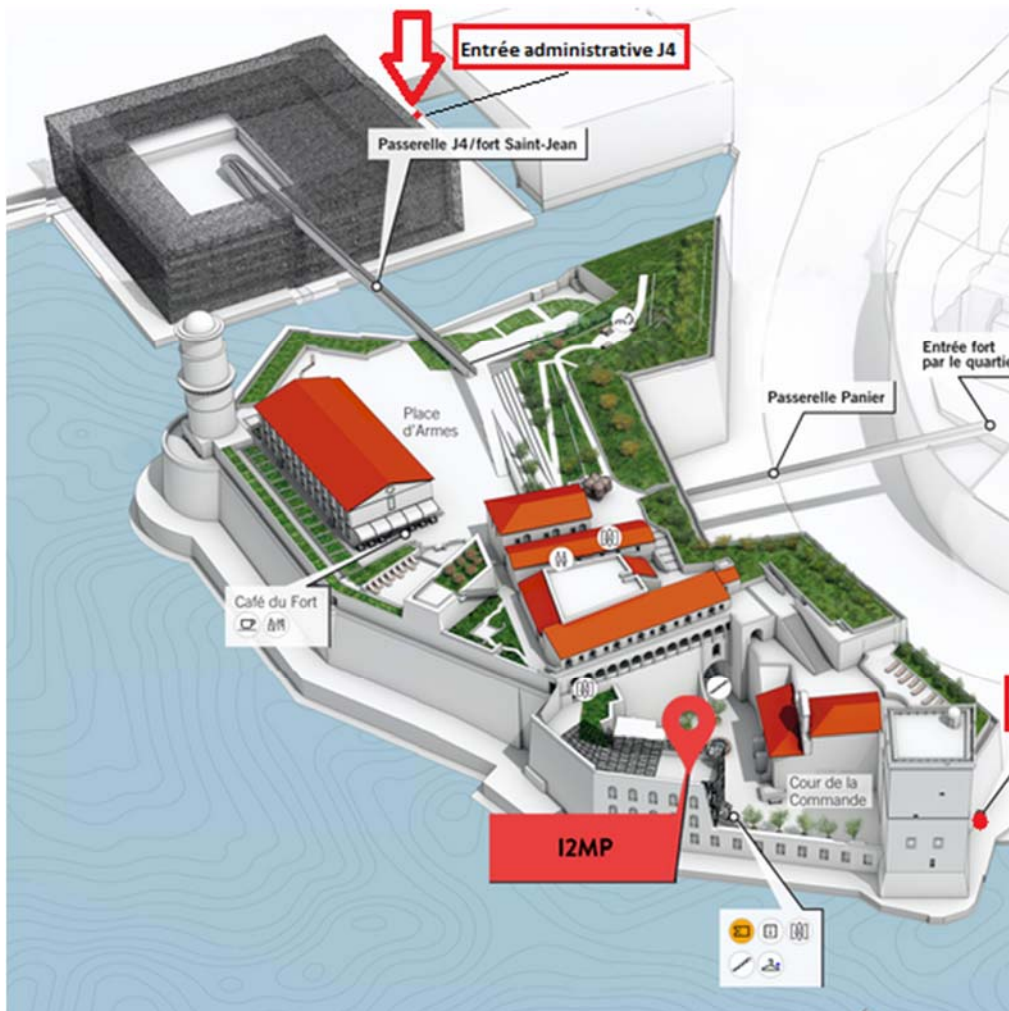 Entrée administrative J4
Passerelle J4/fort Saint-Jean
Entrée fort
par le quartie
Passerelle Panier
Place
d'Armes
Café du Fort
Cour de la
Commande
I2MP